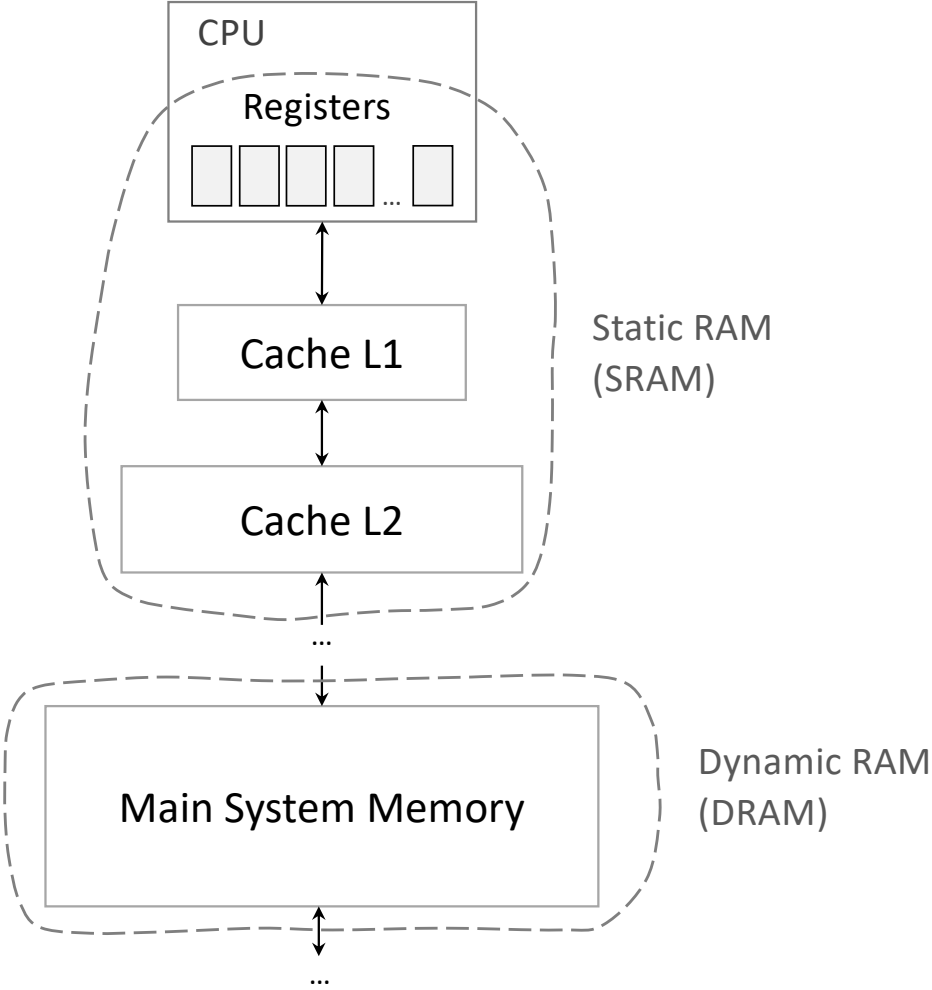 CPU
Registers
...
Cache L1
Static RAM
(SRAM)
Cache L2
...
Main System Memory
Dynamic RAM
(DRAM)
...